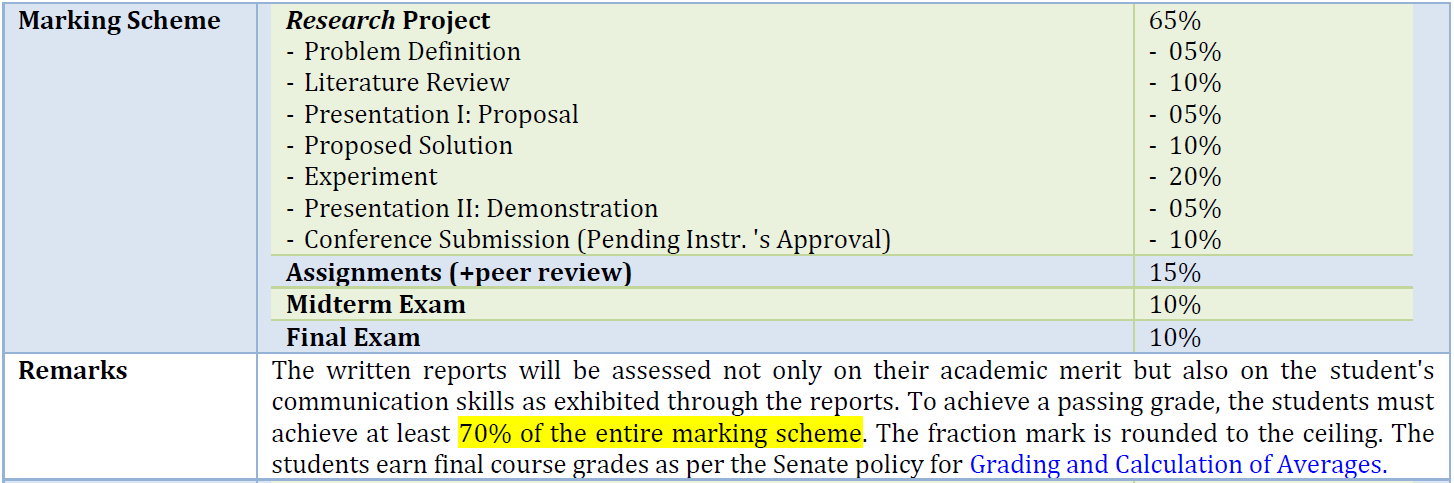 Marking Scheme
Research Project 65%
- Problem Definition - 05%
- Literature Review - 10%
- Presentation I: Proposal - 05%
- Proposed Solution - 10%
- Experiment - 20%
- Presentation II: Demonstration - 05%
- Conference Submission (Pending Instr. 's Approval) - 10%
Assignments (+peer review) 15%
Midterm Exam 10%
Final Exam 10%
Remarks
The written reports will be assessed not only on their academic merit but also on the student's
communication skills as exhibited through the reports. To achieve a passing grade, the students must
achieve at least 70% of the entire marking scheme. The fraction mark is rounded to the ceiling. The
students earn final course grades as per the Senate policy for Grading and Calculation of Averages.